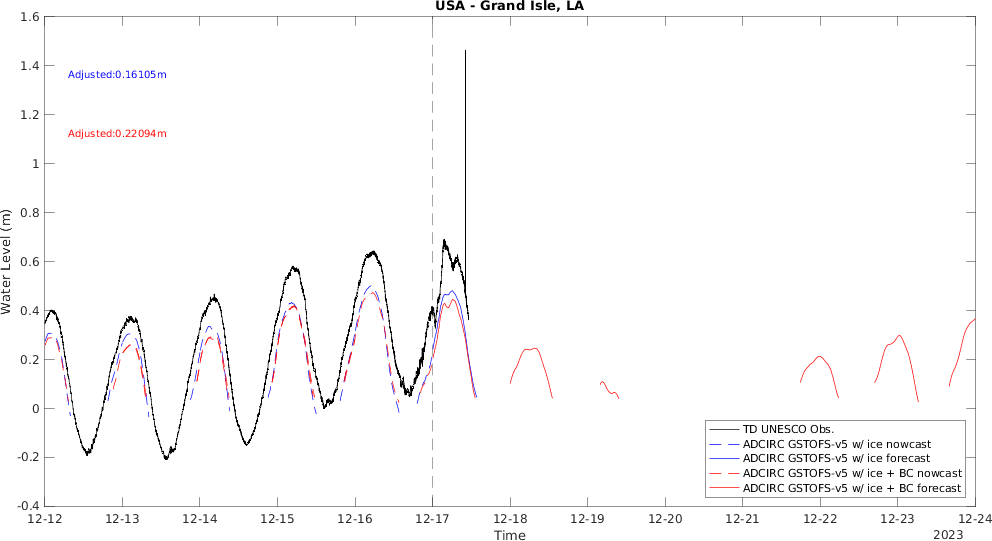 USA - Grand Isle, LA
1.6
1.4
1.2
1
0.8
0.6
0.4
0.2
0
-0.2
-0.4
Water Level (m)
Adjusted:0.16105m
Adjusted:0.22094m
TD UNESCO Obs.
ADCIRC GSTOFS-v5 w/ ice nowcast
ADCIRC GSTOFS-v5 w/ ice forecast
ADCIRC GSTOFS-v5 w/ ice + BC nowcast
ADCIRC GSTOFS-v5 w/ ice + BC forecast
12-12 12-13 12-14 12-15 12-16 12-17 12-18 12-19 12-20 12-21 12-22 12-23 12-24
Time
2023